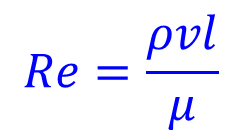 Re = ρvl / μ